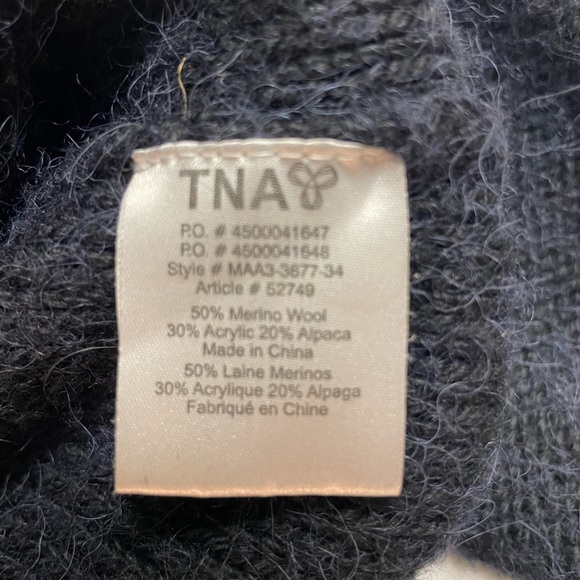 TNA
P.O. # 4500041647
P.O. # 4500041648
Style # MAA3-3677-34
Article # 52749
50% Merino Wool
30% Acrylic 20% Alpaca
Made in China
50% Laine Merinos
30% Acrylique 20% Alpaga
Fabriqué en Chine